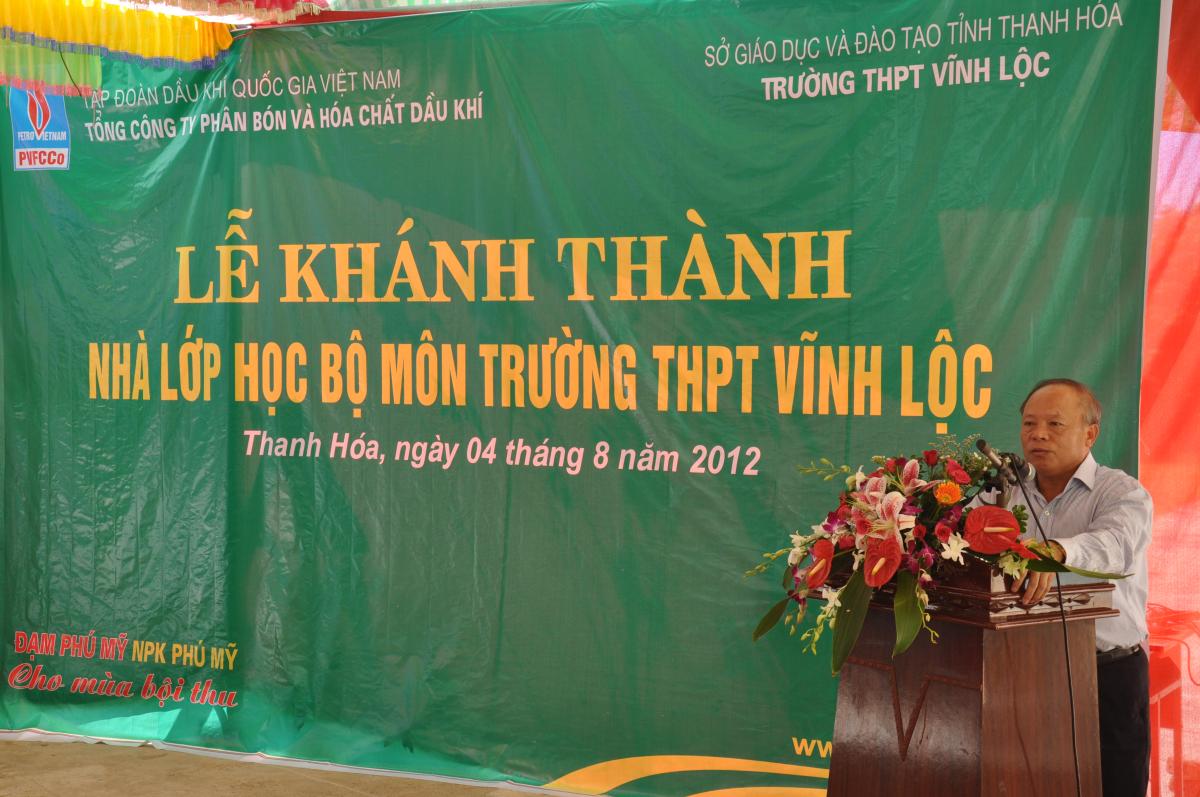 TẬP ĐOÀN DẦU KHÍ QUỐC GIA VIỆT NAM
TỔNG CÔNG TY PHÂN BÓN VÀ HÓA CHẤT DẦU KHÍ
PETROVIETNAM
PVFCCo
SỞ GIÁO DỤC VÀ ĐÀO TẠO TỈNH THANH HÓA
TRƯỜNG THPT VĨNH LỘC
LỄ KHÁNH THÀNH
NHÀ LỚP HỌC BỘ MÔN TRƯỜNG THPT VĨNH LỘC
Thanh Hóa, ngày 04 tháng 8 năm 2012
ĐẠM PHÚ MỸ NPK PHÚ MỸ
Cho mùa bội thu